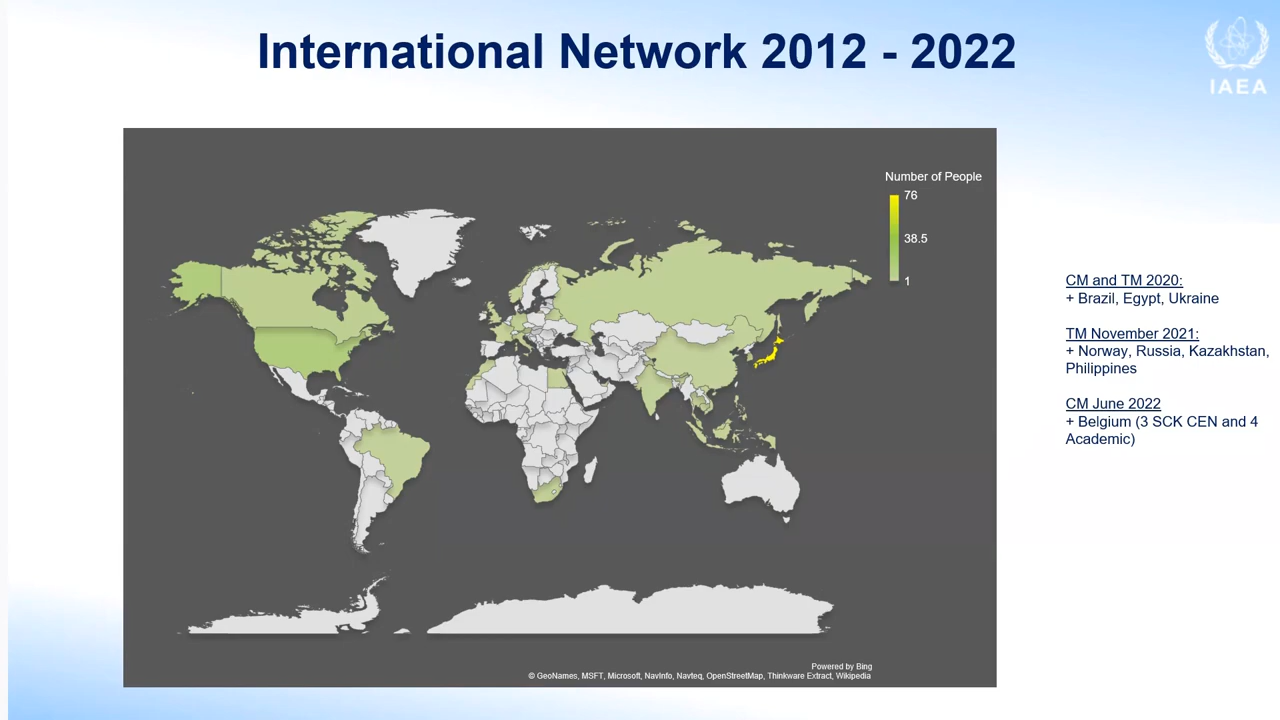 International Network 2012 - 2022
IAEA
Number of People
76
38.5
1
CM and TM 2020:
+ Brazil, Egypt, Ukraine
TM November 2021:
+ Norway, Russia, Kazakhstan,
Philippines
CM June 2022
+ Belgium (3 SCK CEN and 4
Academic)
Powered by Bing
© GeoNames, MSFT, Microsoft, NavInfo, Navteq, OpenStreetMap, Thinkware Extract, Wikipedia